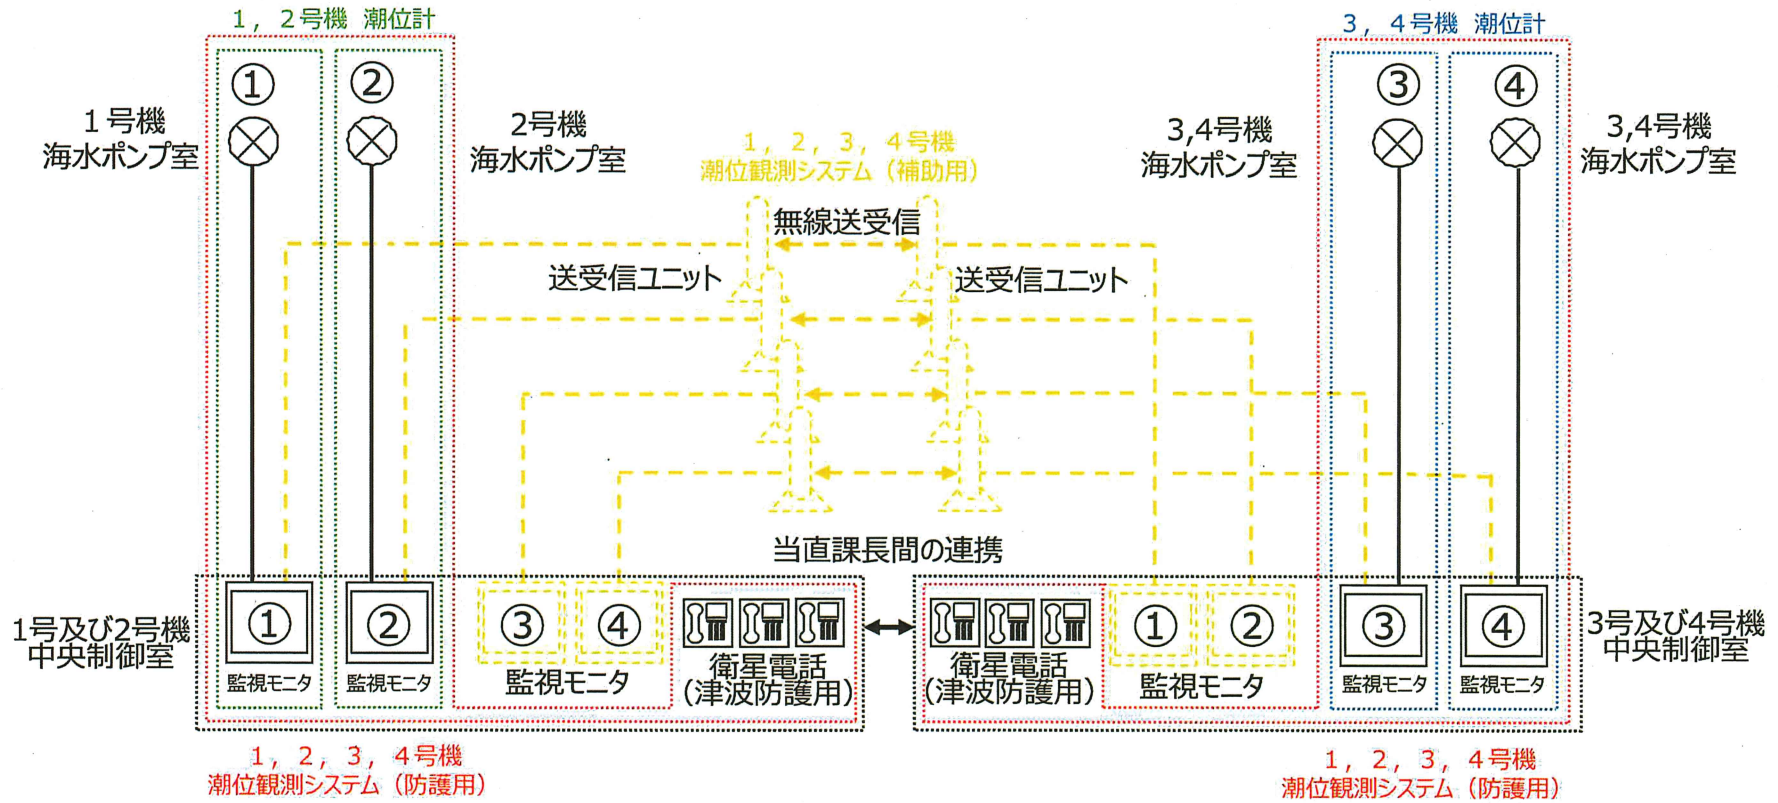 1，2号機 潮位計
3，4号機 潮位計
①
②
③
④
1号機
海水ポンプ室
2号機
海水ポンプ室
1，2，3，4号機
潮位観測システム（補助用）
3,4号機
海水ポンプ室
3,4号機
海水ポンプ室
無線送受信
送受信ユニット
送受信ユニット
当直課長間の連携
1号及び2号機
中央制御室
①
監視モニタ
②
監視モニタ
③
④
監視モニタ
衛星電話
(津波防護用)
衛星電話
(津波防護用)
①
②
監視モニタ
③
監視モニタ
④
監視モニタ
3号及び4号機
中央制御室
1，2，3，4号機
潮位観測システム（防護用）
1，2，3，4号機
潮位観測システム（防護用）